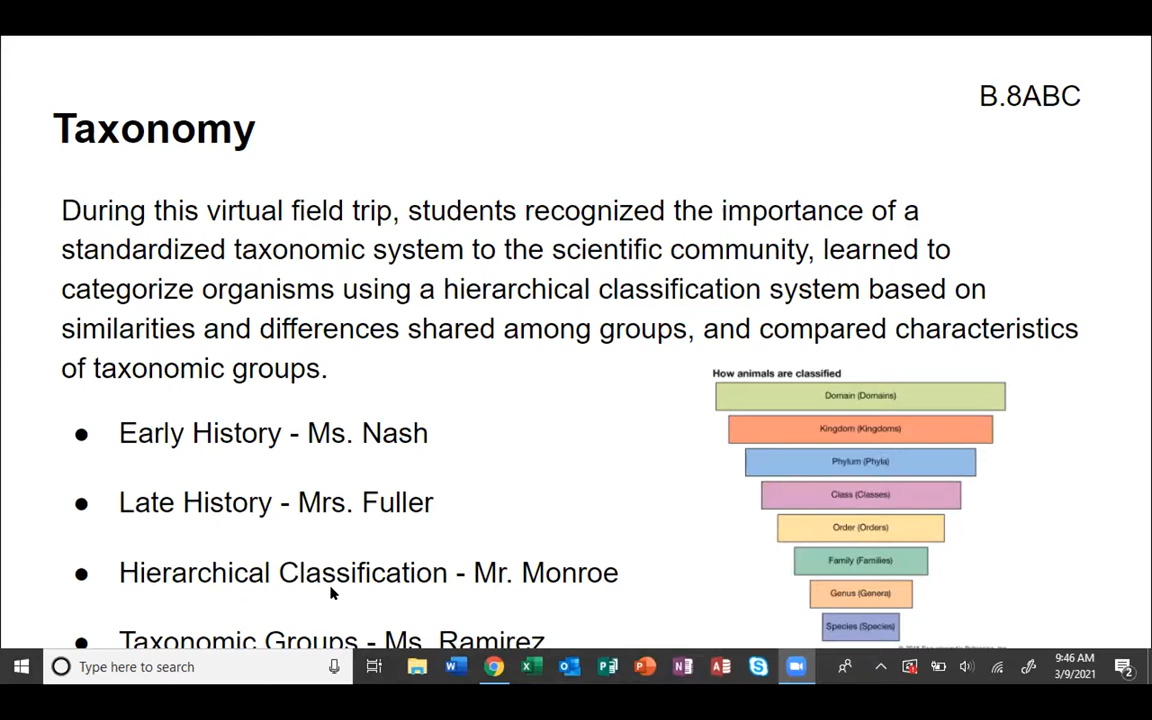 B.8ABC
Taxonomy
During this virtual field trip, students recognized the importance of a
standardized taxonomic system to the scientific community, learned to
categorize organisms using a hierarchical classification system based on
similarities and differences shared among groups, and compared characteristics
of taxonomic groups.
● Early History - Ms. Nash
● Late History - Mrs. Fuller
● Hierarchical Classification - Mr. Monroe
● Taxonomic Groups - Ms. Ramirez
How animals are classified
Domain (Domains)
Kingdom (Kingdoms)
Phylum (Phyla)
Class (Classes)
Order (Orders)
Family (Families)
Genus (Genera)
Species (Species)
Type here to search
9:46 AM
3/9/2021
2